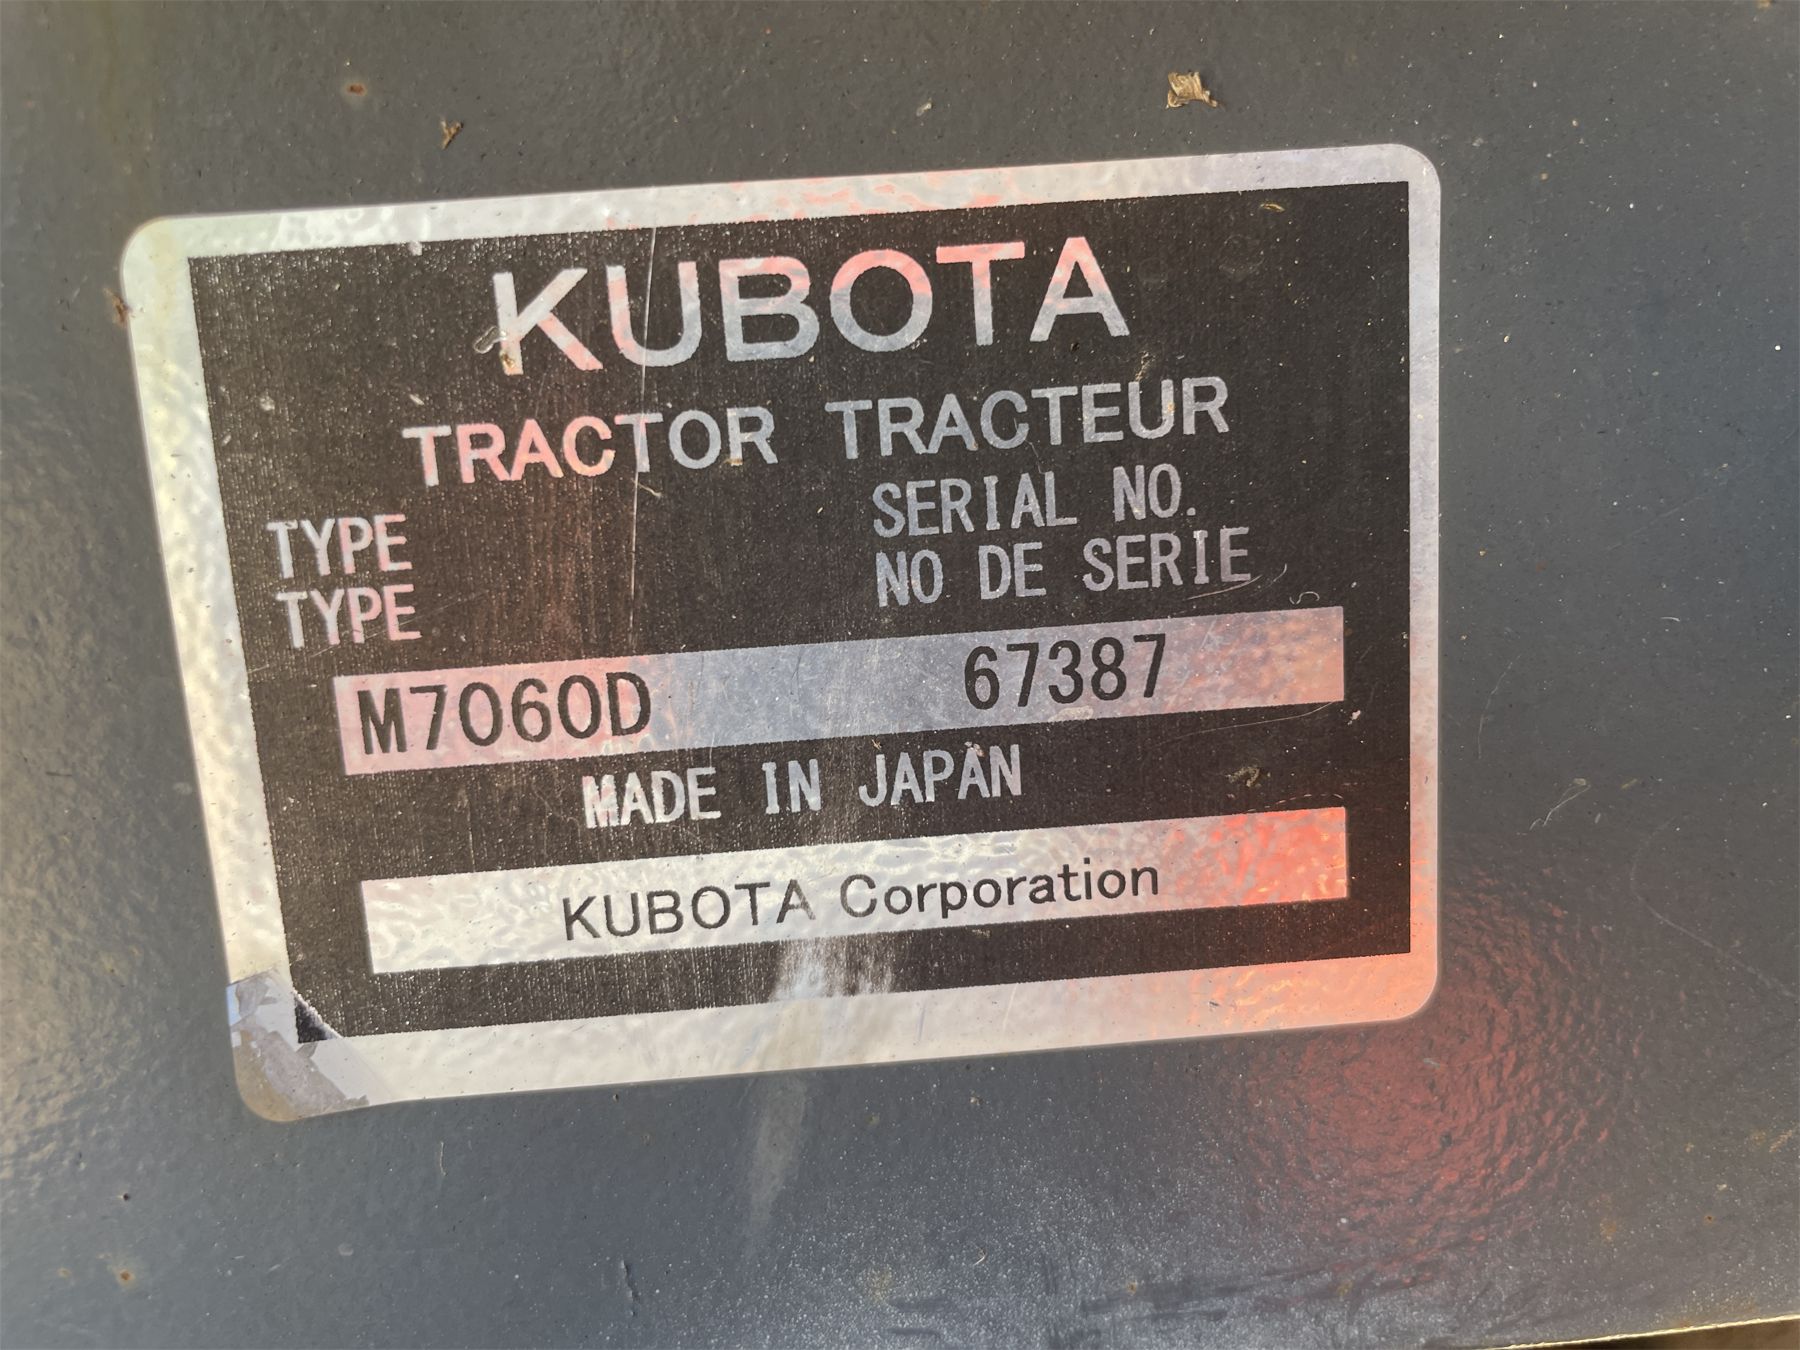 KUBOTA
TRACTOR TRACTEUR
TYPE SERIAL NO.
TYPE NO DE SERIE
M7060D 67387
MADE IN JAPAN
KUBOTA Corporation